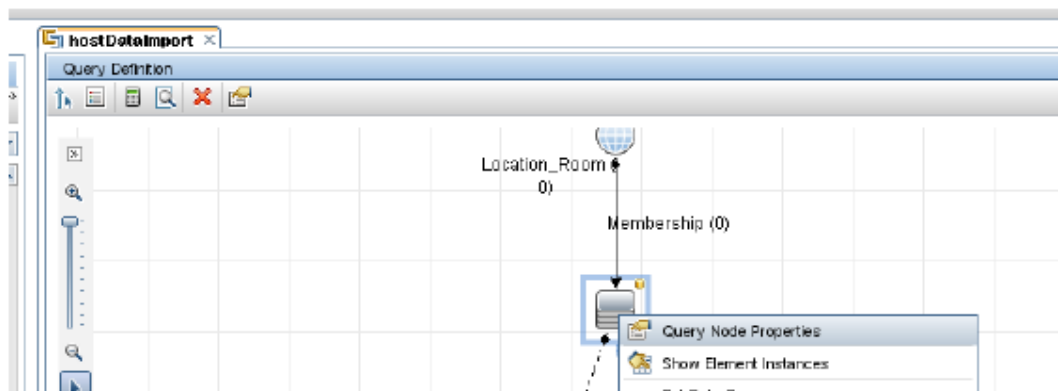 hostDataImport
Query Definition
Location_Room (
0)
Membership (0)
Query Node Properties
Show Element Instances